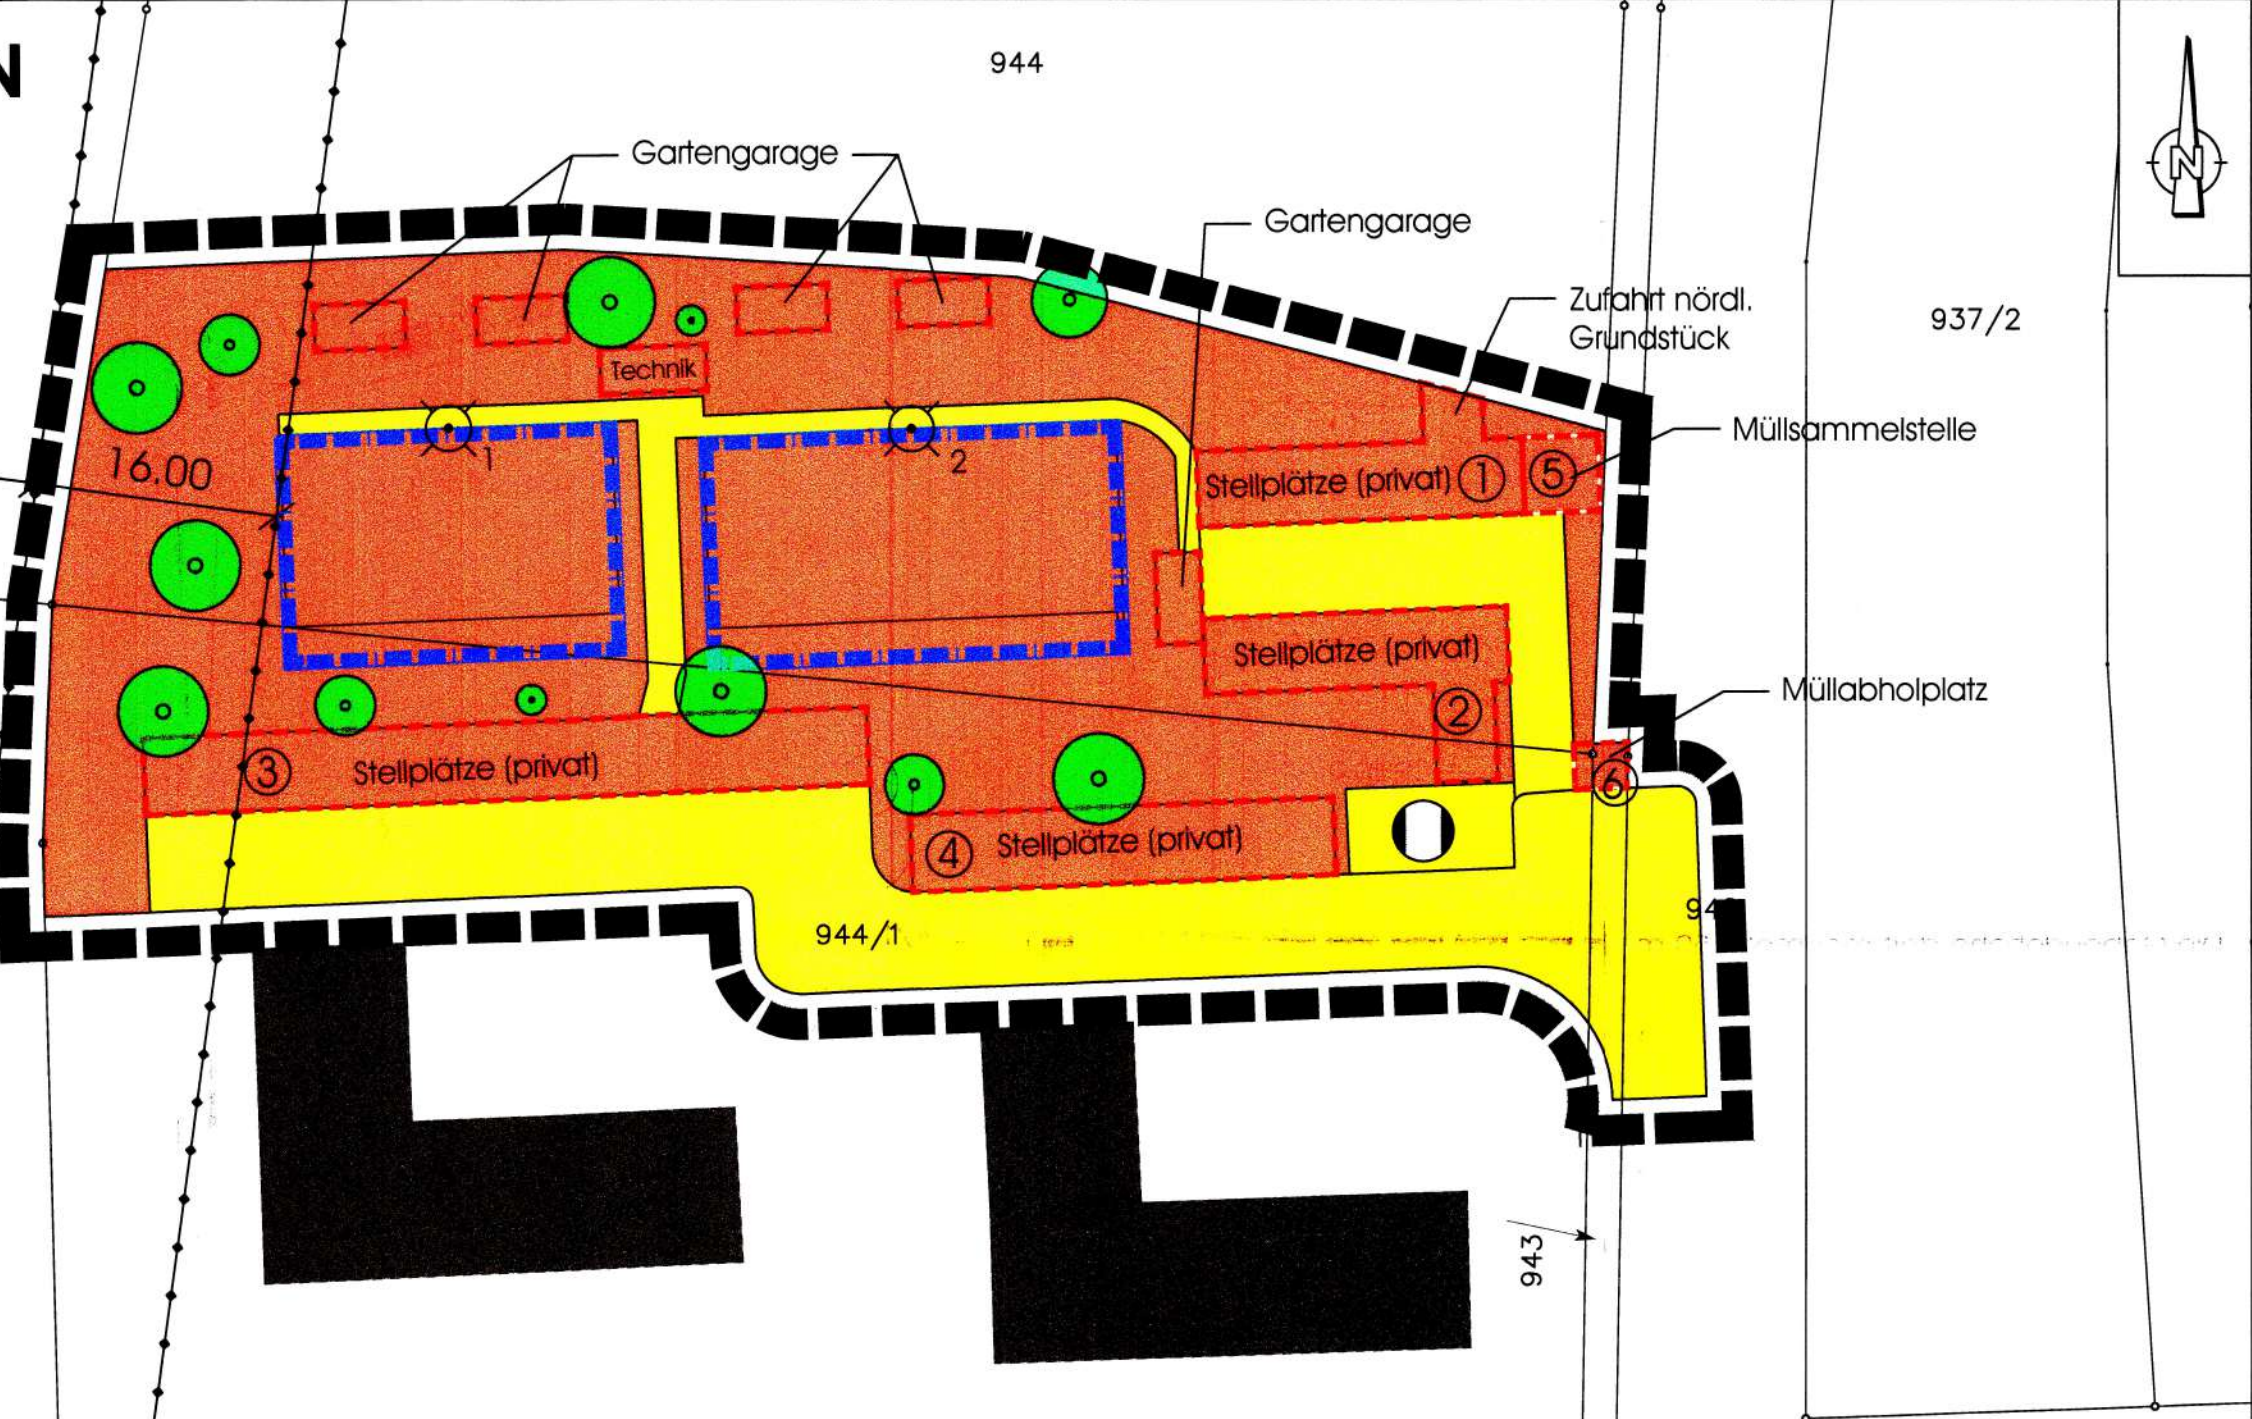 N
944
Gartengarage
N
Gartengarage
Zufahrt nördl.
Grundstück
937/2
Technik
Müllsammelstelle
16.00
1
2
Stellplätze (privat) 1
5
Stellplätze (privat)
2
Müllabholplatz
3
Stellplätze (privat)
6
4
Stellplätze (privat)
944/1
943